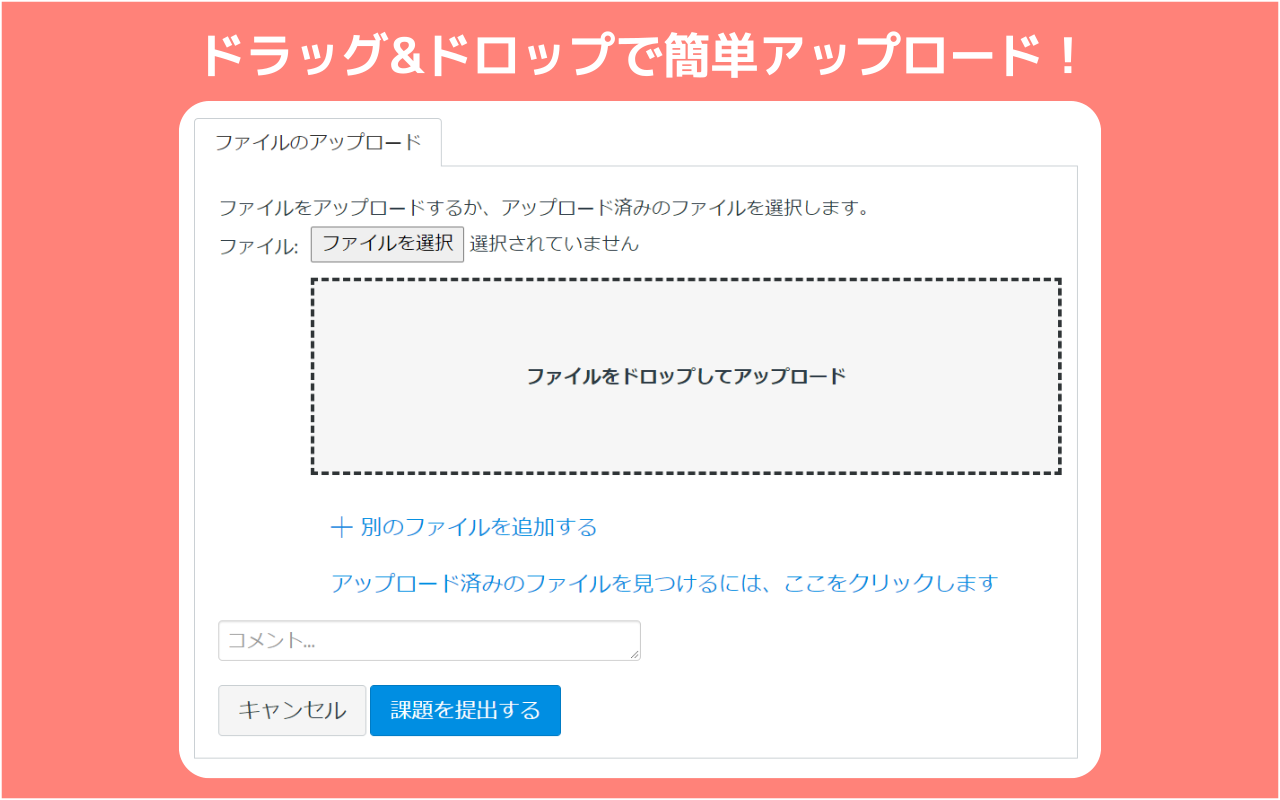 ドラッグ&ドロップで簡単アップロード！
ファイルのアップロード
ファイルをアップロードするか、アップロード済みのファイルを選択します。
ファイル: ファイルを選択 選択されていません
ファイルをドロップしてアップロード
＋ 別のファイルを追加する
アップロード済みのファイルを見つけるには、ここをクリックします
コメント...
キャンセル 課題を提出する